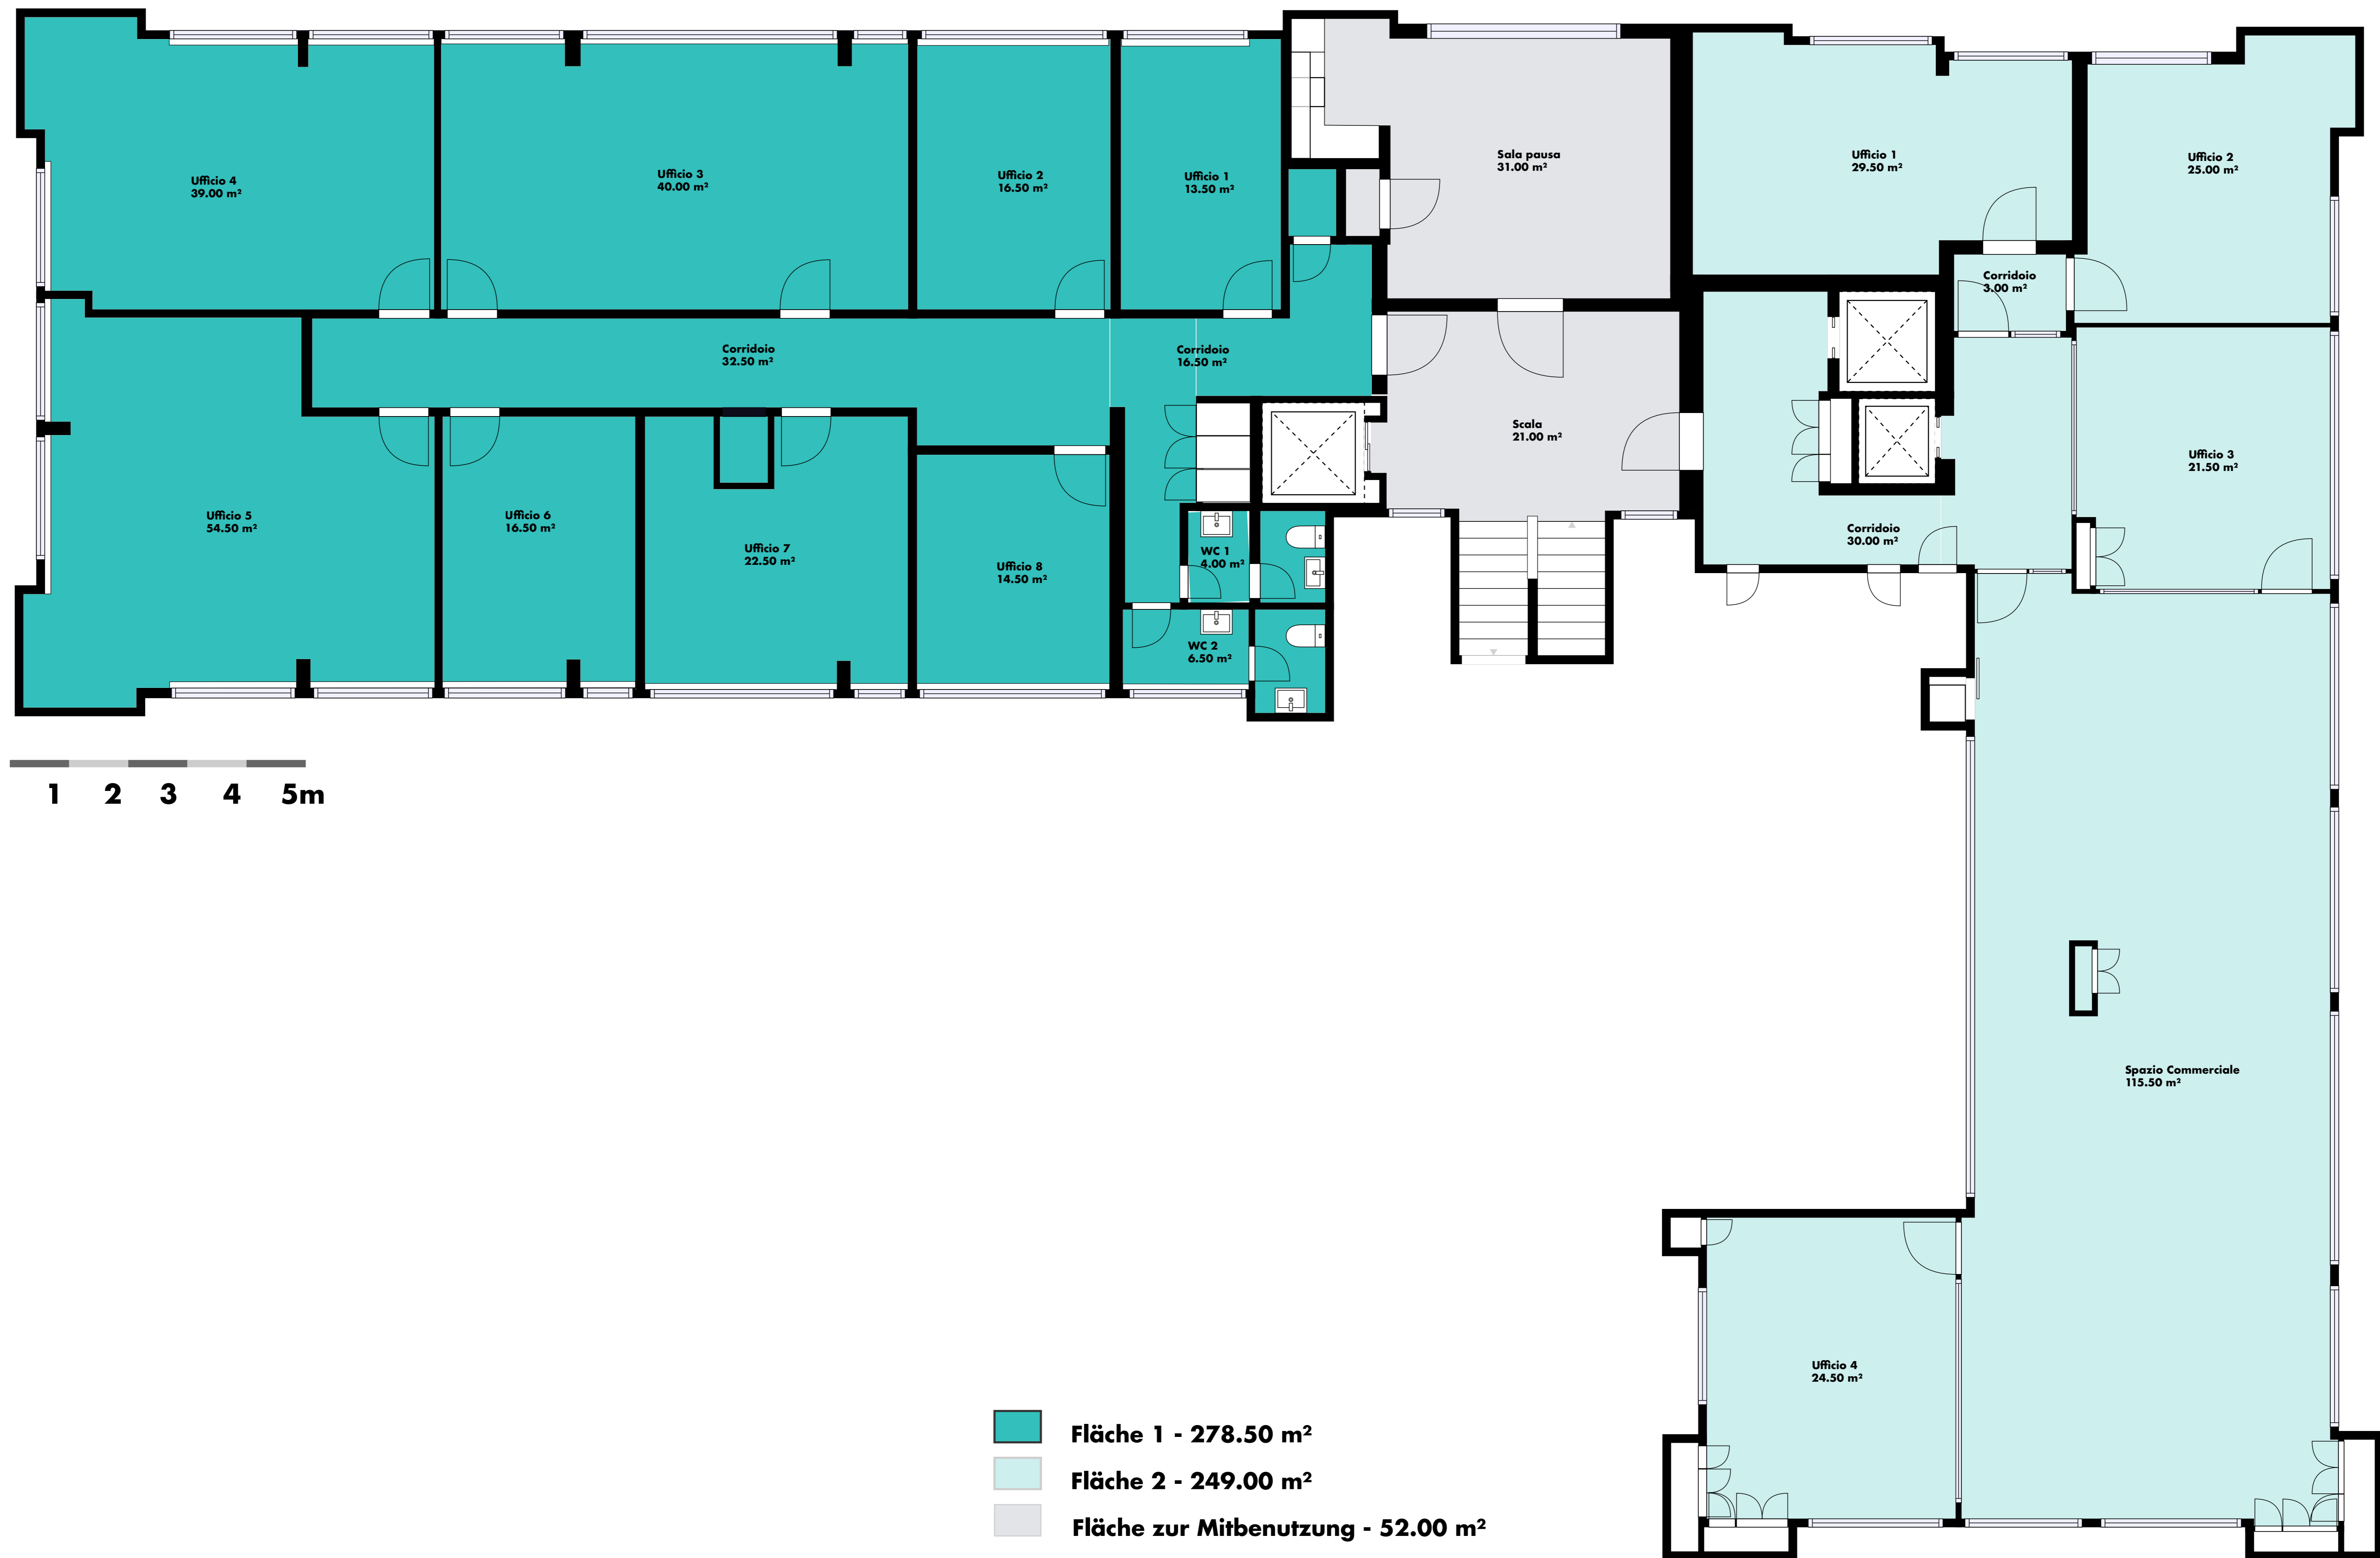 Ufficio 4
39.00 m²
Ufficio 3
40.00 m²
Ufficio 2
16.50 m²
Ufficio 1
13.50 m²
Sala pausa
31.00 m²
Ufficio 1
29.50 m²
Ufficio 2
25.00 m²
Corridoio
3.00 m²
Corridoio
32.50 m²
Corridoio
16.50 m²
Scala
21.00 m²
Ufficio 3
21.50 m²
Ufficio 5
54.50 m²
Ufficio 6
16.50 m²
Ufficio 7
22.50 m²
Ufficio 8
14.50 m²
WC 1
4.00 m²
WC 2
6.50 m²
Corridoio
30.00 m²
1 2 3 4 5m
Spazio Commerciale
115.50 m²
Ufficio 4
24.50 m²
Fläche 1 - 278.50 m²
Fläche 2 - 249.00 m²
Fläche zur Mitbenutzung - 52.00 m²